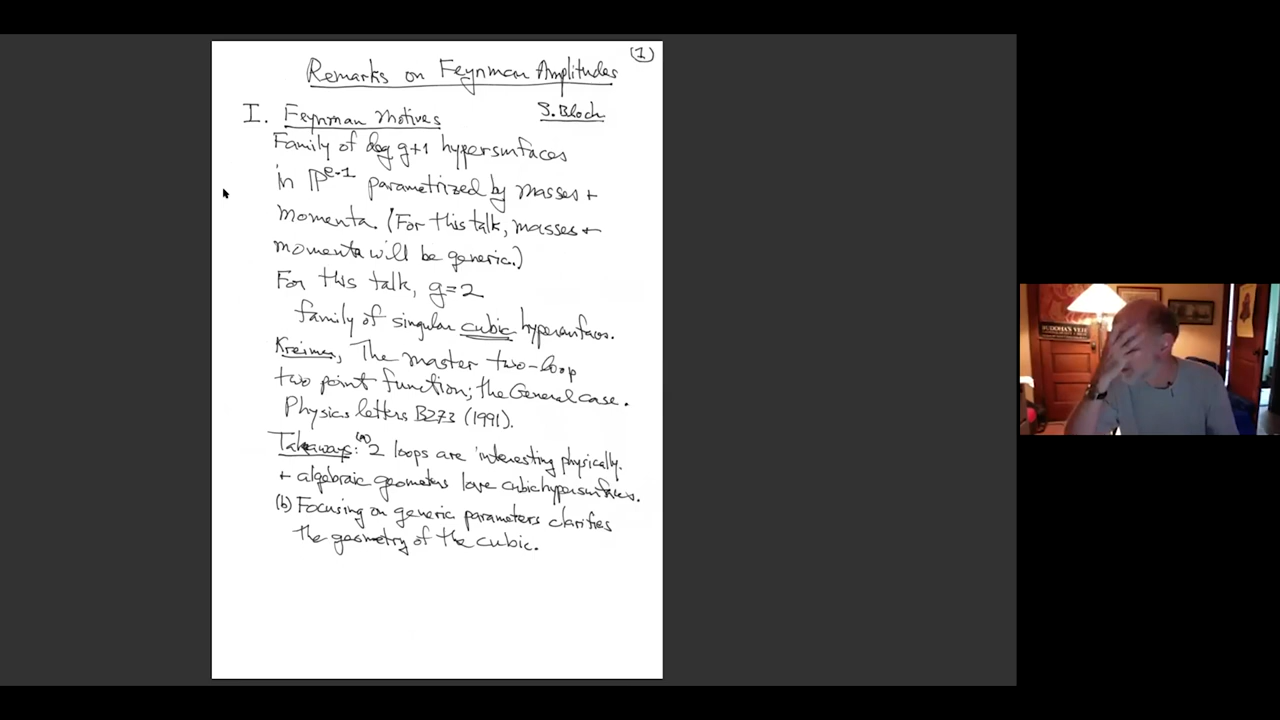 (1)
Remarks on Feynman Amplitudes
S. Bloch
I. Feynman Motives
Family of deg g+1 hypersurfaces
in P^e-1 parametrized by masses +
momenta. (For this talk, masses +
momenta will be generic.)
For this talk, g=2
family of singular cubic hypersurfaces.
Kreimer, The master two-loop
two point function; the General case.
Physics letters B273 (1991).
Takeaways: (a) 2 loops are interesting physically.
+ algebraic geometers love cubic hypersurfaces.
(b) Focusing on generic parameters clarifies
the geometry of the cubic.
BUDDHA'S